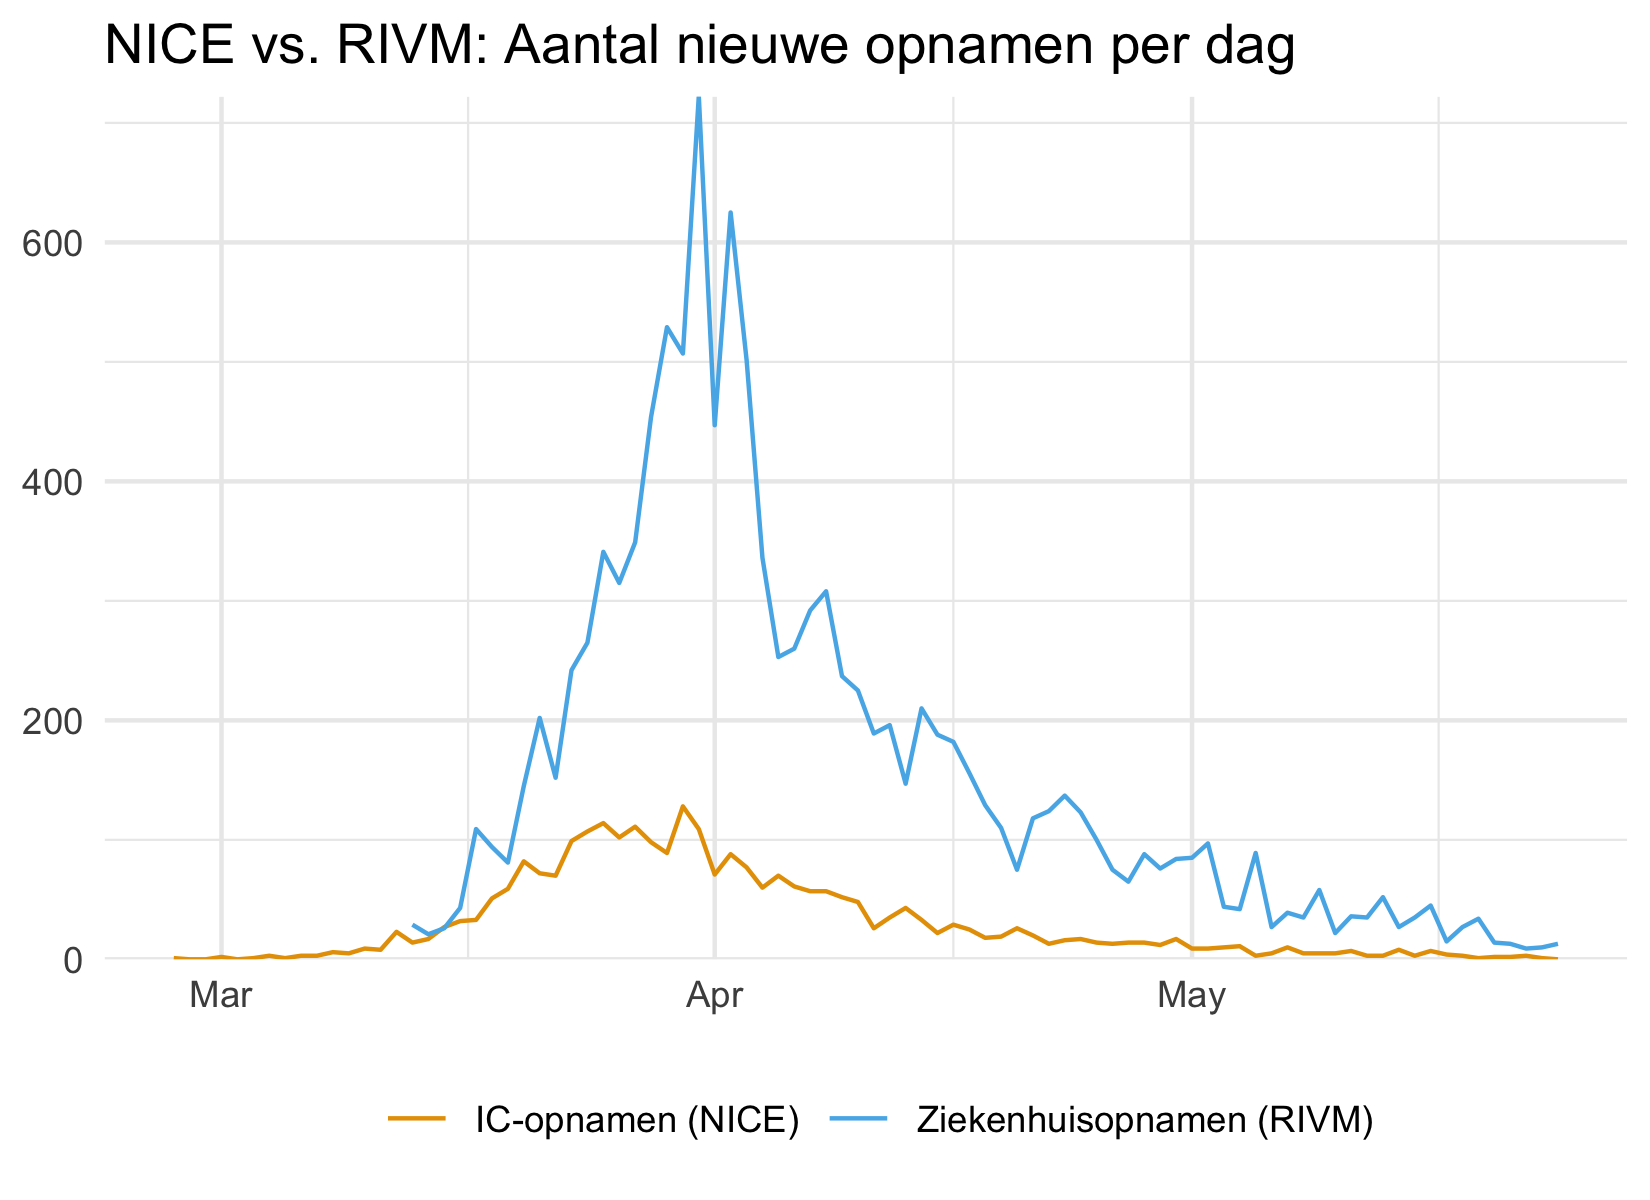 NICE vs. RIVM: Aantal nieuwe opnamen per dag
600
400
200
0
Mar Apr May
IC-opnamen (NICE) Ziekenhuisopnamen (RIVM)